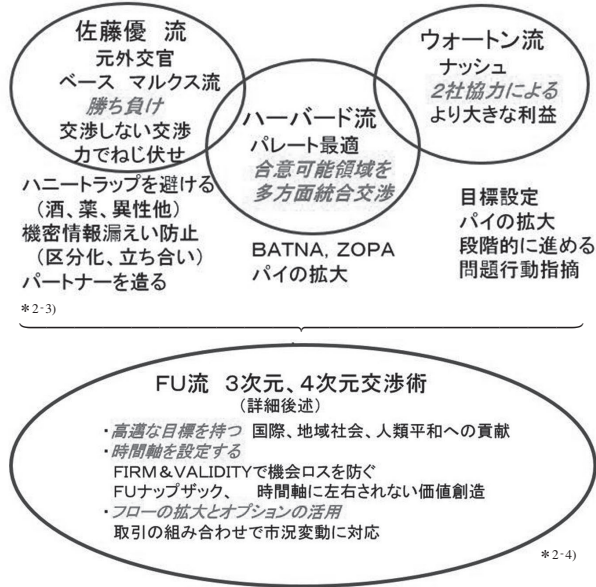 佐藤優 流
元外交官
ベース マルクス流
勝ち負け
交渉しない交渉
力でねじ伏せ
ハニートラップを避ける
（酒、薬、異性他）
機密情報漏えい防止
（区分化、立ち合い）
パートナーを造る
＊2-3)
ハーバード流
パレート最適
合意可能領域を
多方面統合交渉
BATNA, ZOPA
パイの拡大
ウォートン流
ナッシュ
２社協力による
より大きな利益
目標設定
パイの拡大
段階的に進める
問題行動指摘
FU流 ３次元、４次元交渉術
（詳細後述）
・高邁な目標を持つ 国際、地域社会、人類平和への貢献
・時間軸を設定する
FIRM＆VALIDITYで機会ロスを防ぐ
FUナップザック、 時間軸に左右されない価値創造
・フローの拡大とオプションの活用
取引の組み合わせで市況変動に対応
＊2-4)